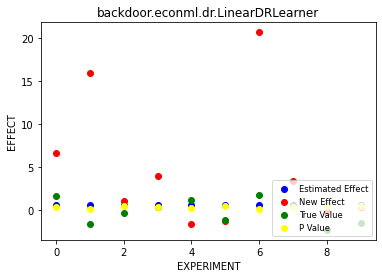 backdoor.econml.dr.LinearDRLearner
EFFECT
20
15
10
5
0
0
2
4
6
8
EXPERIMENT
Estimated Effect
New Effect
True Value
P Value